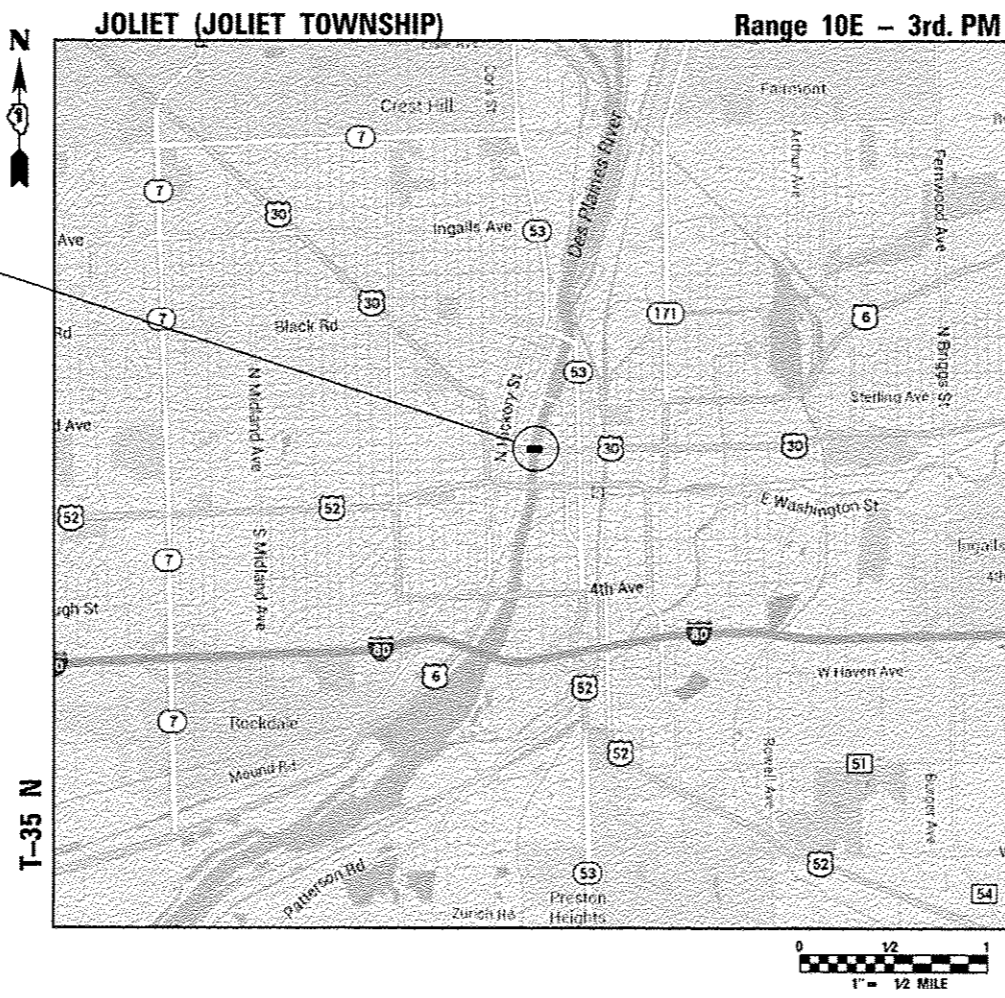 JOLIET (JOLIET TOWNSHIP) Range 10E – 3rd. PM
N
Fairmont
Crest Hill
7
Arthur Ave
Des Plaines River
Fernwood Ave
7
30
Ave
Ingalls Ave 53
30
7
Black Rd
171
6
Rd
N Briggs St
53
N Midland Ave
N Hickory St
Sterling Ave
d Ave
30
30
52
52
E Washington St
S Midland Ave
7
Ingalls
4th Ave
ugh St
80
80
6
W Haven Ave
52
7
Rockdale
52
Mound Rd
Rowell Ave
51
T-35 N
Burger Ave
52
53
Patterson Rd
Preston
Heights
Zurich Rd
54
0 1/2 1
1" = 1/2 MILE